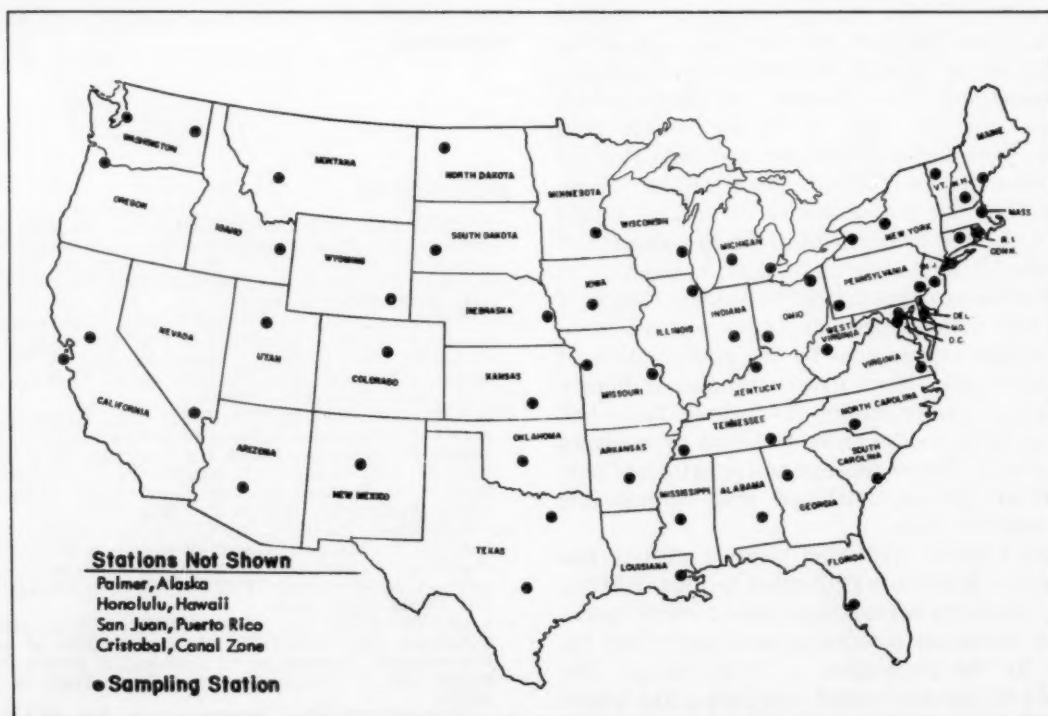 WASHINGTON
OREGON
IDAHO
MONTANA
WYOMING
NORTH DAKOTA
SOUTH DAKOTA
NEBRASKA
MINNESOTA
WISCONSIN
MICHIGAN
IOWA
ILLINOIS
INDIANA
OHIO
PENNSYLVANIA
NEW YORK
VT.
N.H.
MAINE
MASS.
R.I.
CONN.
N.J.
DEL.
MD.
D.C.
WEST
VIRGINIA
VIRGINIA
KENTUCKY
NORTH CAROLINA
SOUTH
CAROLINA
TENNESSEE
GEORGIA
ALABAMA
MISSISSIPPI
FLORIDA
LOUISIANA
ARKANSAS
MISSOURI
KANSAS
OKLAHOMA
TEXAS
NEW MEXICO
COLORADO
UTAH
ARIZONA
NEVADA
CALIFORNIA
Stations Not Shown
Palmer, Alaska
Honolulu, Hawaii
San Juan, Puerto Rico
Cristobal, Canal Zone
Sampling Station